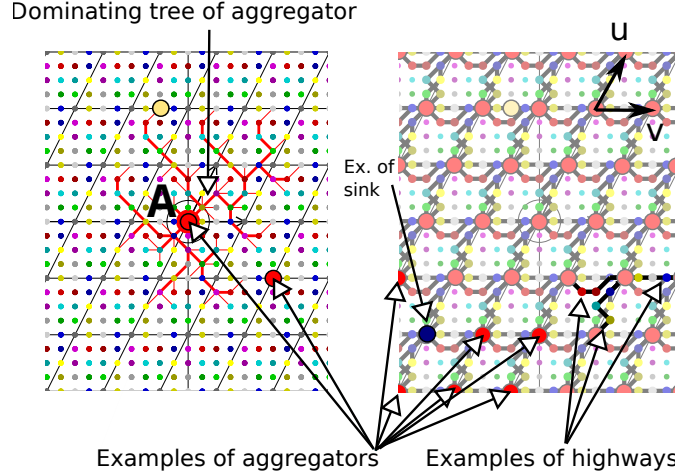 Dominating tree of aggregator
u
v
A
Ex. of
sink
Examples of aggregators
Examples of highways